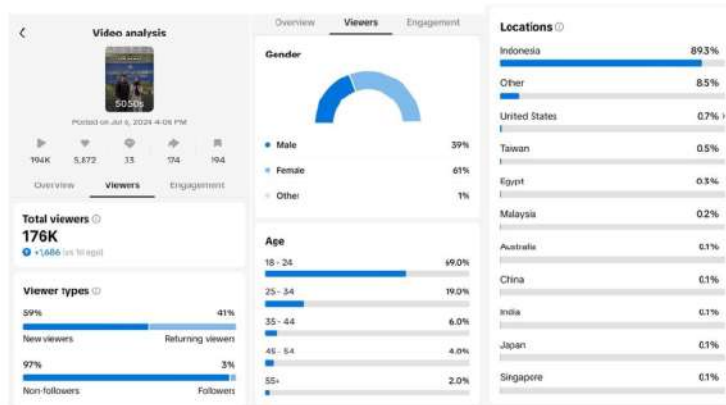 Video analysis
5050s
Posted on Jul 6, 2024 4:06 PM
194K 5,872 33 174 194
Overview Viewers Engagement
Total viewers
176K
+1,686 (vs 1d ago)
Viewer types
59% 41%
New viewers Returning viewers
97% 3%
Non-followers Followers
Overview Viewers Engagement
Gender
Male 39%
Female 61%
Other 1%
Age
18 - 24 69.0%
25 - 34 19.0%
35 - 44 6.0%
45 - 54 4.0%
55+ 2.0%
Locations
Indonesia 89.3%
Other 8.5%
United States 0.7%
Taiwan 0.5%
Egypt 0.3%
Malaysia 0.2%
Australia 0.1%
China 0.1%
India 0.1%
Japan 0.1%
Singapore 0.1%